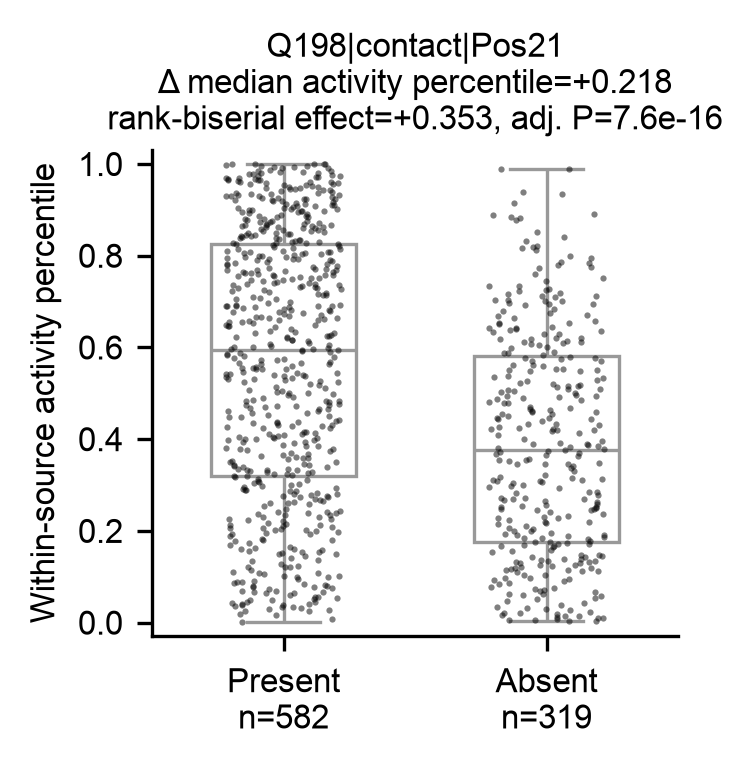 Q198|contact|Pos21
Δ median activity percentile=+0.218
rank-biserial effect=+0.353, adj. P=7.6e-16
Within-source activity percentile
1.0
0.8
0.6
0.4
0.2
0.0
Present
n=582
Absent
n=319